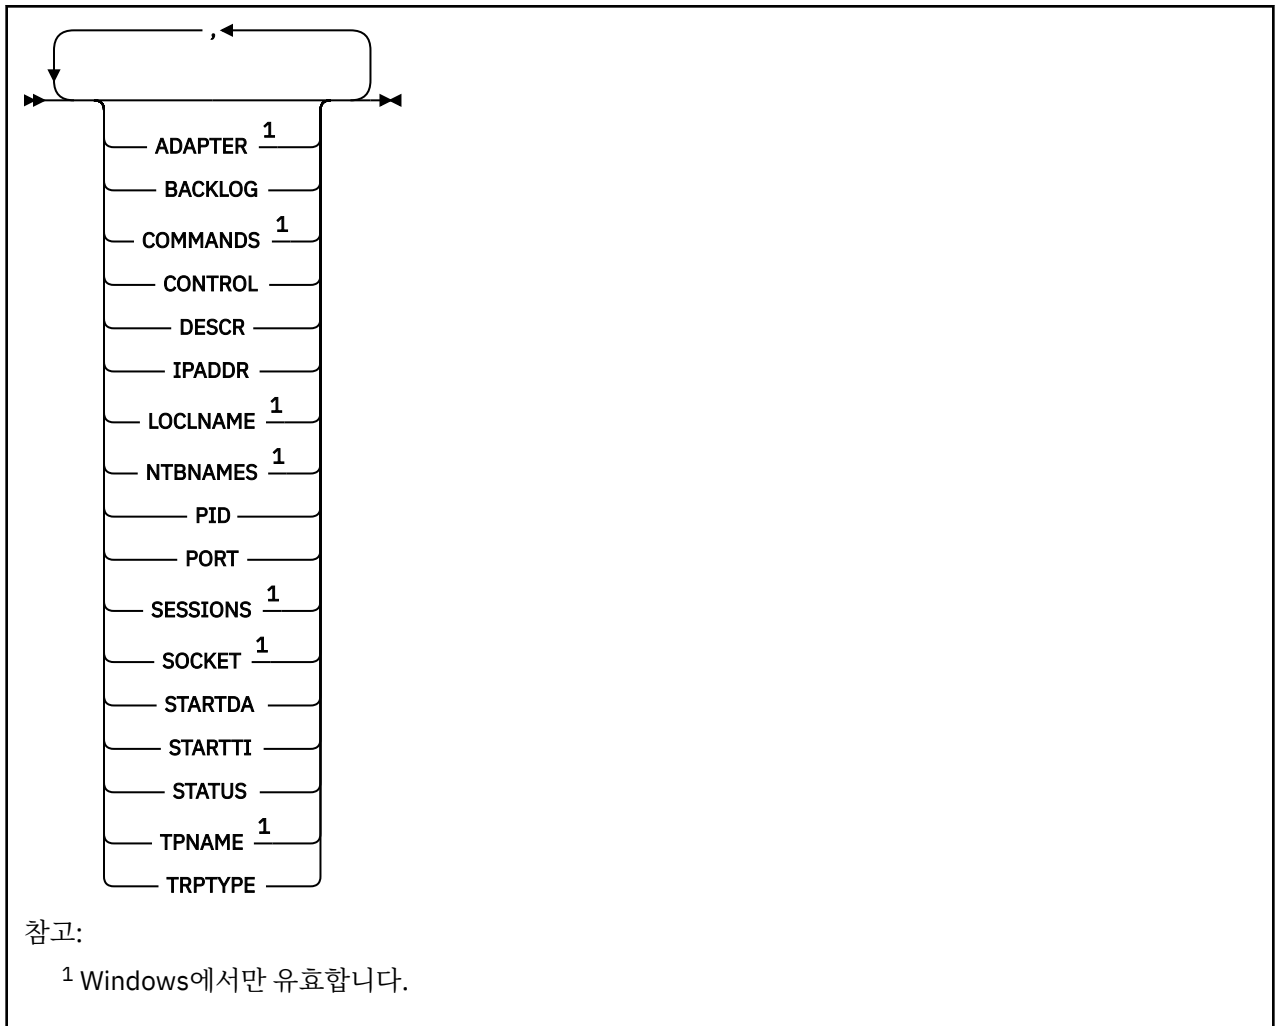 ,
ADAPTER 1
BACKLOG
COMMANDS 1
CONTROL
DESCR
IPADDR
LOCLNAME 1
NTBNAMES 1
PID
PORT
SESSIONS 1
SOCKET 1
STARTDA
STARTTI
STATUS
TPNAME 1
TRPTYPE
참고:
1 Windows에서만 유효합니다.